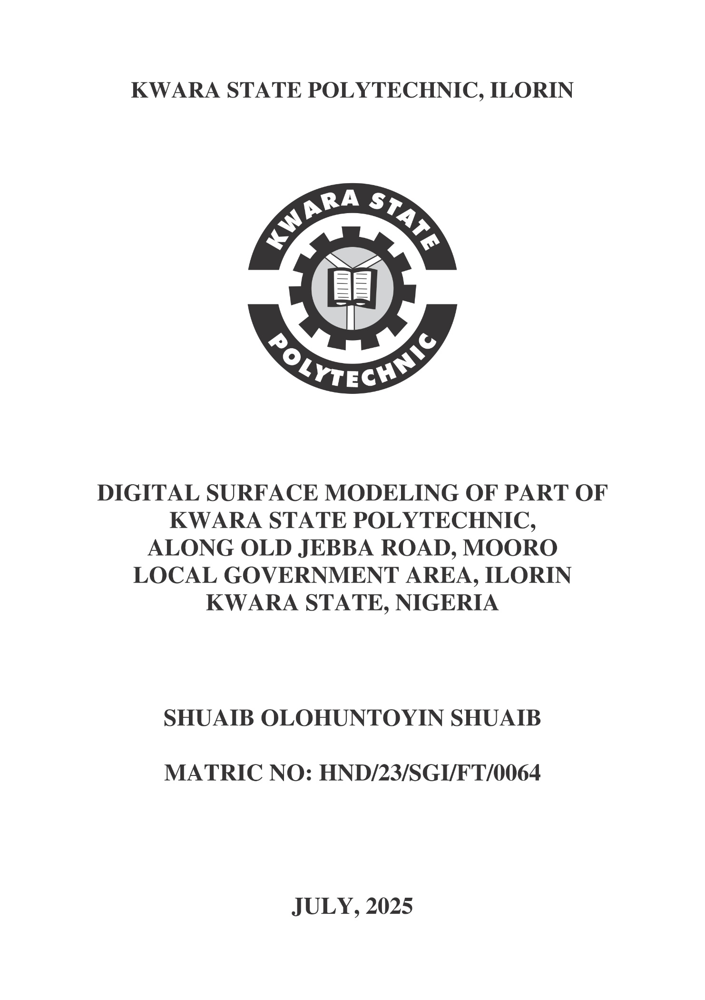 KWARA STATE POLYTECHNIC, ILORIN
KWARA STATE
POLYTECHNIC
DIGITAL SURFACE MODELING OF PART OF
KWARA STATE POLYTECHNIC,
ALONG OLD JEBBA ROAD, MOORO
LOCAL GOVERNMENT AREA, ILORIN
KWARA STATE, NIGERIA
SHUAIB OLOHUNTOYIN SHUAIB
MATRIC NO: HND/23/SGI/FT/0064
JULY, 2025